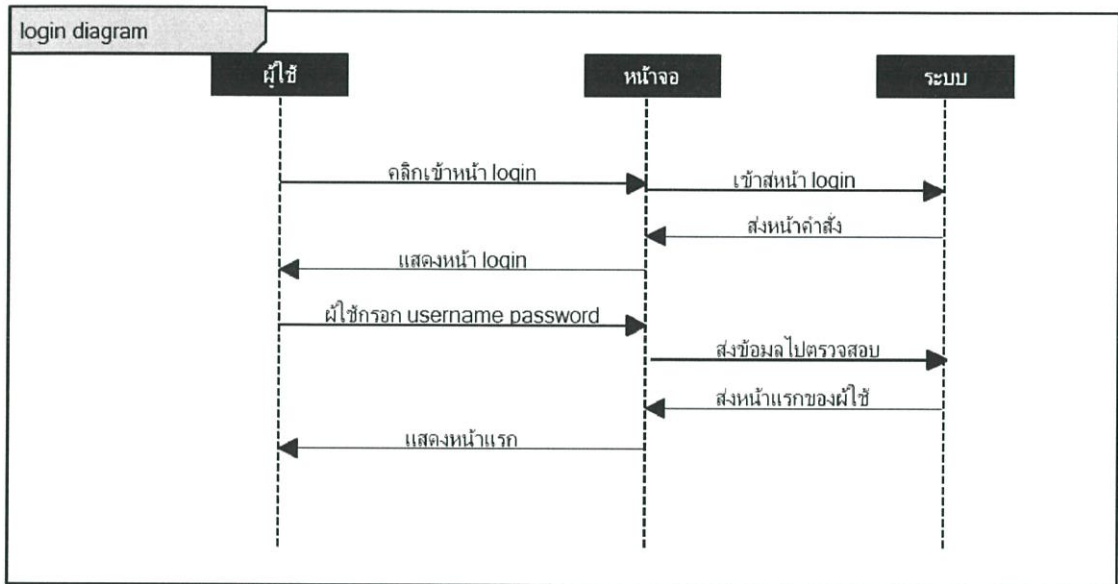 login diagram
ผู้ใช้
หน้าจอ
ระบบ
คลิกเข้าหน้า login
เข้าสู่หน้า login
ส่งหน้าคำสั่ง
แสดงหน้า login
ผู้ใช้กรอก username password
ส่งข้อมูลไปตรวจสอบ
ส่งหน้าแรกของผู้ใช้
แสดงหน้าแรก